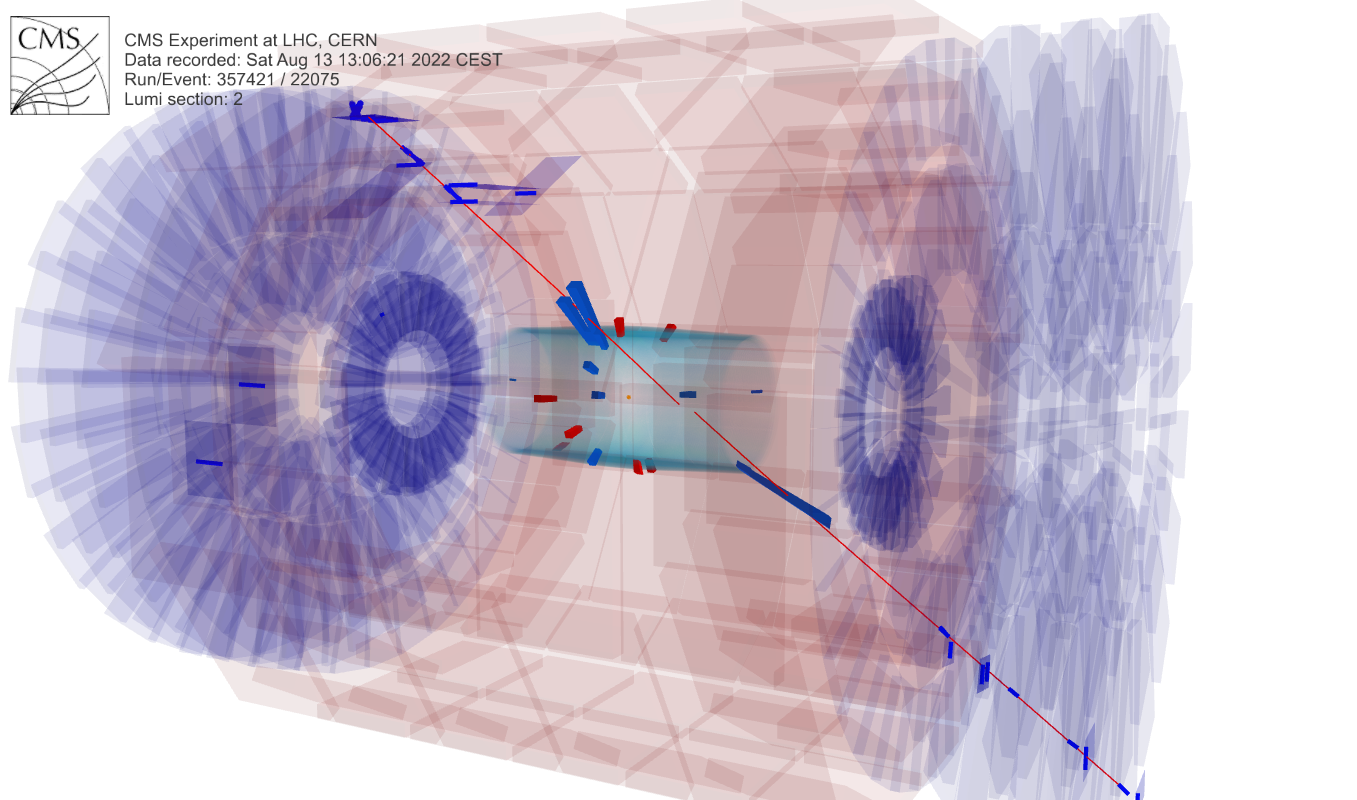 CMS
CMS Experiment at LHC, CERN
Data recorded: Sat Aug 13 13:06:21 2022 CEST
Run/Event: 357421 / 22075
Lumi section: 2